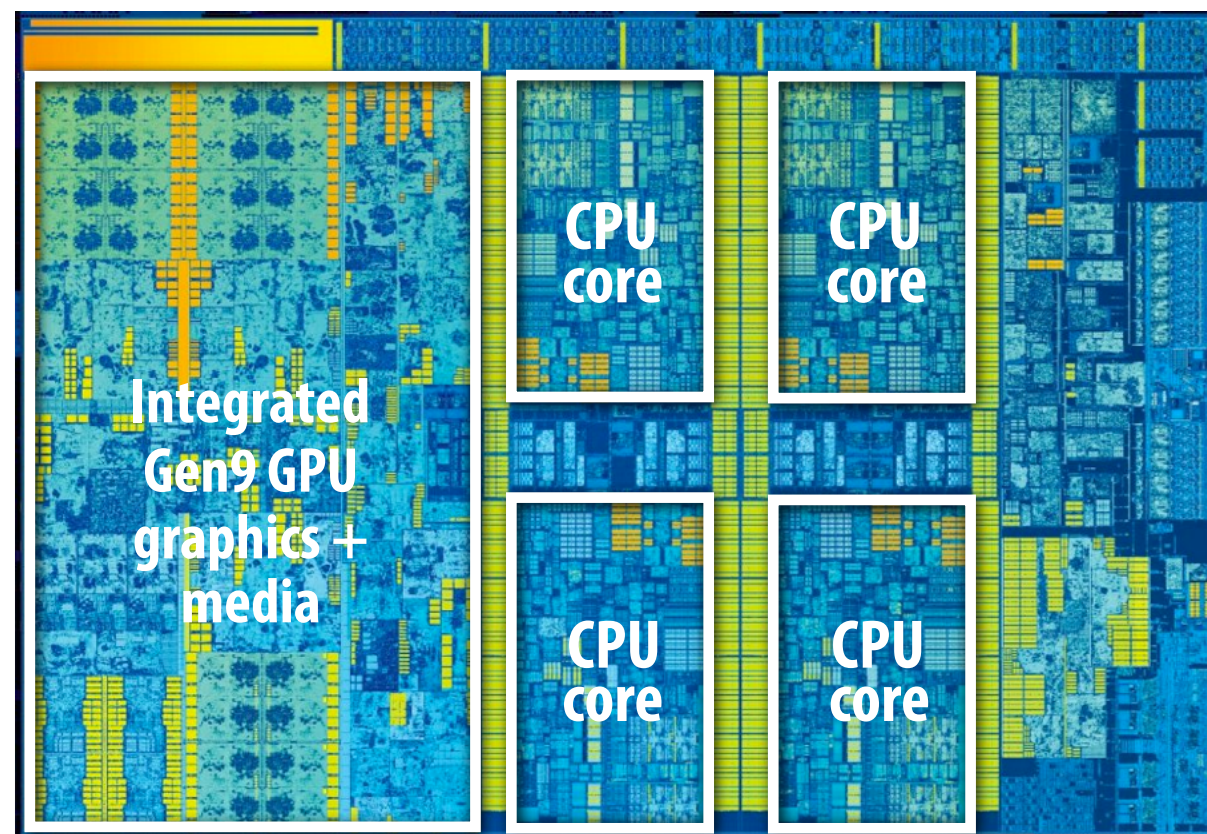 CPU
core
CPU
core
Integrated
Gen9 GPU
graphics +
media
CPU
core
CPU
core